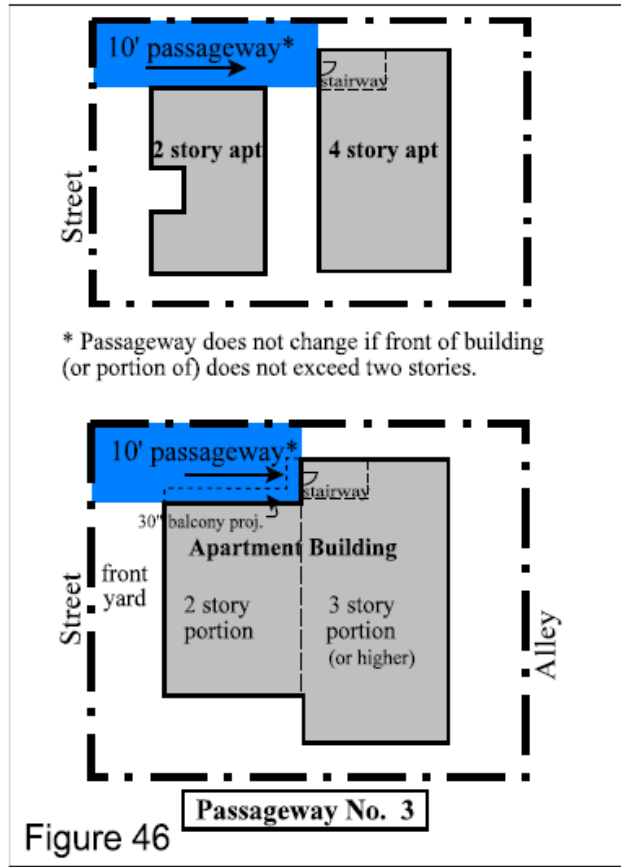 10' passageway*
stairway
2 story apt
4 story apt
Street
* Passageway does not change if front of building
(or portion of) does not exceed two stories.
10' passageway*
stairway
30" balcony proj.
Apartment Building
front
yard
2 story
portion
3 story
portion
(or higher)
Street
Alley
Passageway No. 3
Figure 46